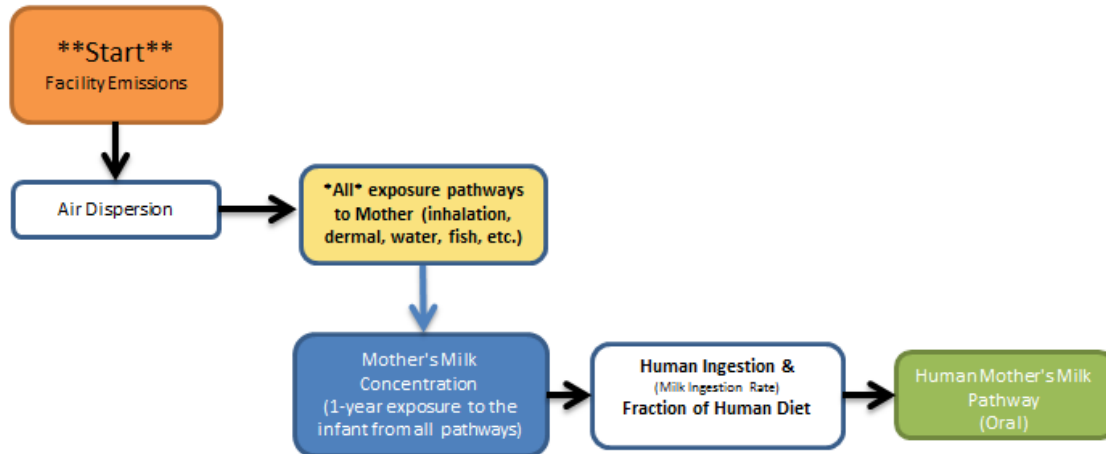 **Start**
Facility Emissions
Air Dispersion
*All* exposure pathways
to Mother (inhalation,
dermal, water, fish, etc.)
Mother's Milk
Concentration
(1-year exposure to the
infant from all pathways)
Human Ingestion &
(Milk Ingestion Rate)
Fraction of Human Diet
Human Mother's Milk
Pathway
(Oral)